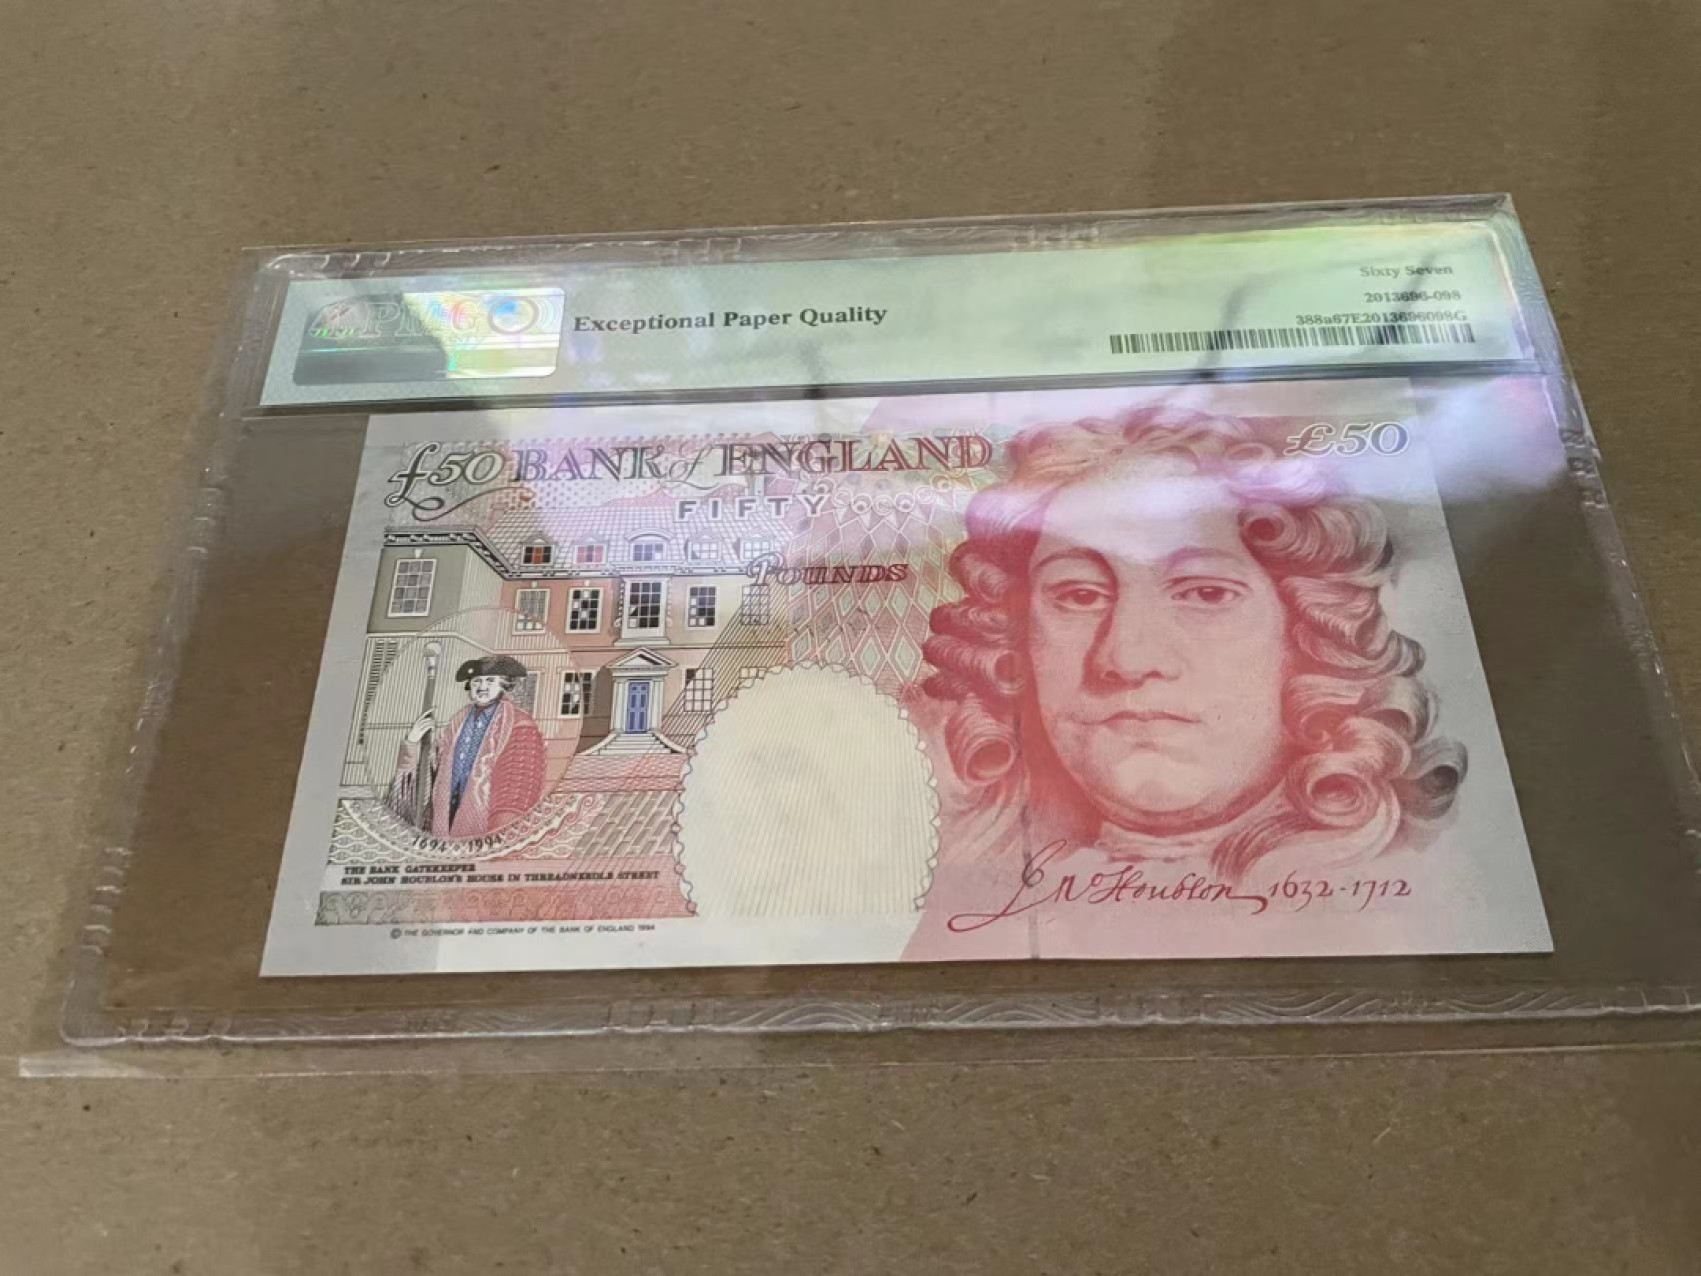 PMG
Exceptional Paper Quality
Sixty Seven
2013696-098
388a67E2013696098G
£50 BANK of ENGLAND
£50
FIFTY
POUNDS
1694 1994
THE BANK GATEKEEPER
SIR JOHN HOUBLON'S HOUSE IN THREADNEEDLE STREET
© THE GOVERNOR AND COMPANY OF THE BANK OF ENGLAND 1994
Jno Houblon 1632-1712